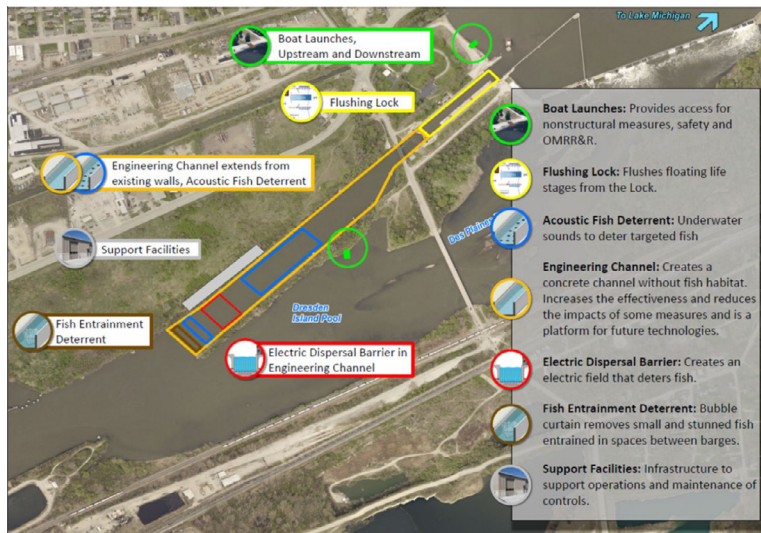 To Lake Michigan
Boat Launches,
Upstream and Downstream
Flushing Lock
Engineering Channel extends from
existing walls, Acoustic Fish Deterrent
Support Facilities
Fish Entrainment
Deterrent
Des Plaines
Dresden
Island Pool
Electric Dispersal Barrier in
Engineering Channel
Boat Launches: Provides access for
nonstructural measures, safety and
OMRR&R.
Flushing Lock: Flushes floating life
stages from the Lock.
Acoustic Fish Deterrent: Underwater
sounds to deter targeted fish
Engineering Channel: Creates a
concrete channel without fish habitat.
Increases the effectiveness and reduces
the impacts of some measures and is a
platform for future technologies.
Electric Dispersal Barrier: Creates an
electric field that deters fish.
Fish Entrainment Deterrent: Bubble
curtain removes small and stunned fish
entrained in spaces between barges.
Support Facilities: Infrastructure to
support operations and maintenance of
controls.